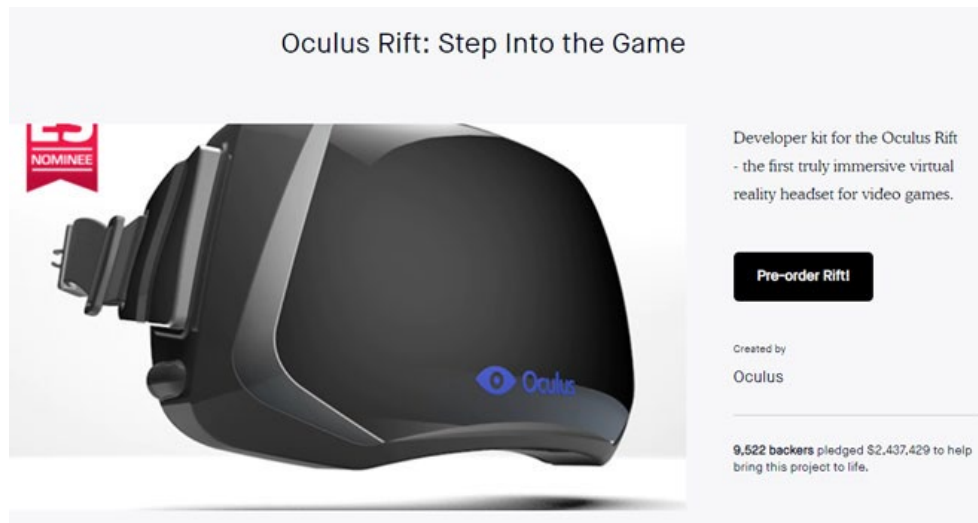 Oculus Rift: Step Into the Game
E3
NOMINEE
Developer kit for the Oculus Rift
- the first truly immersive virtual
reality headset for video games.
Pre-order Rift!
Oculus
Created by
Oculus
9,522 backers pledged $2,437,429 to help
bring this project to life.